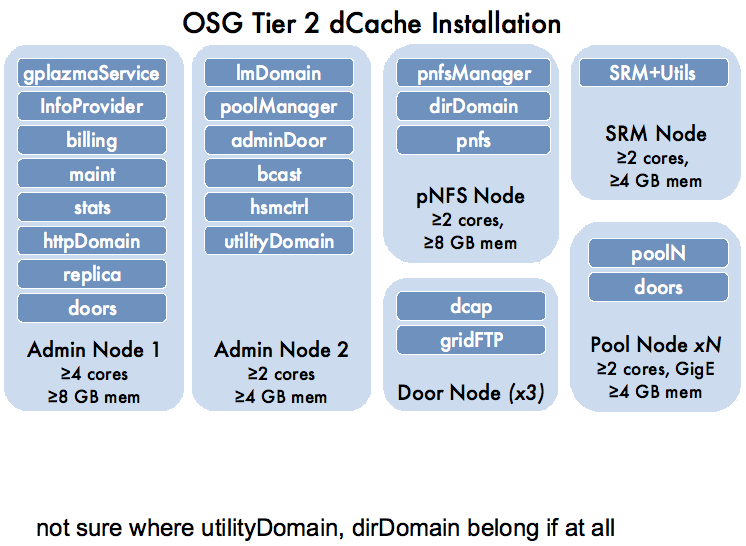 OSG Tier 2 dCache Installation
gplazmaService
InfoProvider
billing
maint
stats
httpDomain
replica
doors
Admin Node 1
≥4 cores
≥8 GB mem
lmDomain
poolManager
adminDoor
bcast
hsmctrl
utilityDomain
Admin Node 2
≥2 cores
≥4 GB mem
pnfsManager
dirDomain
pnfs
pNFS Node
≥2 cores,
≥8 GB mem
dcap
gridFTP
Door Node (x3)
SRM+Utils
SRM Node
≥2 cores,
≥4 GB mem
poolN
doors
Pool Node xN
≥2 cores, GigE
≥4 GB mem
not sure where utilityDomain, dirDomain belong if at all